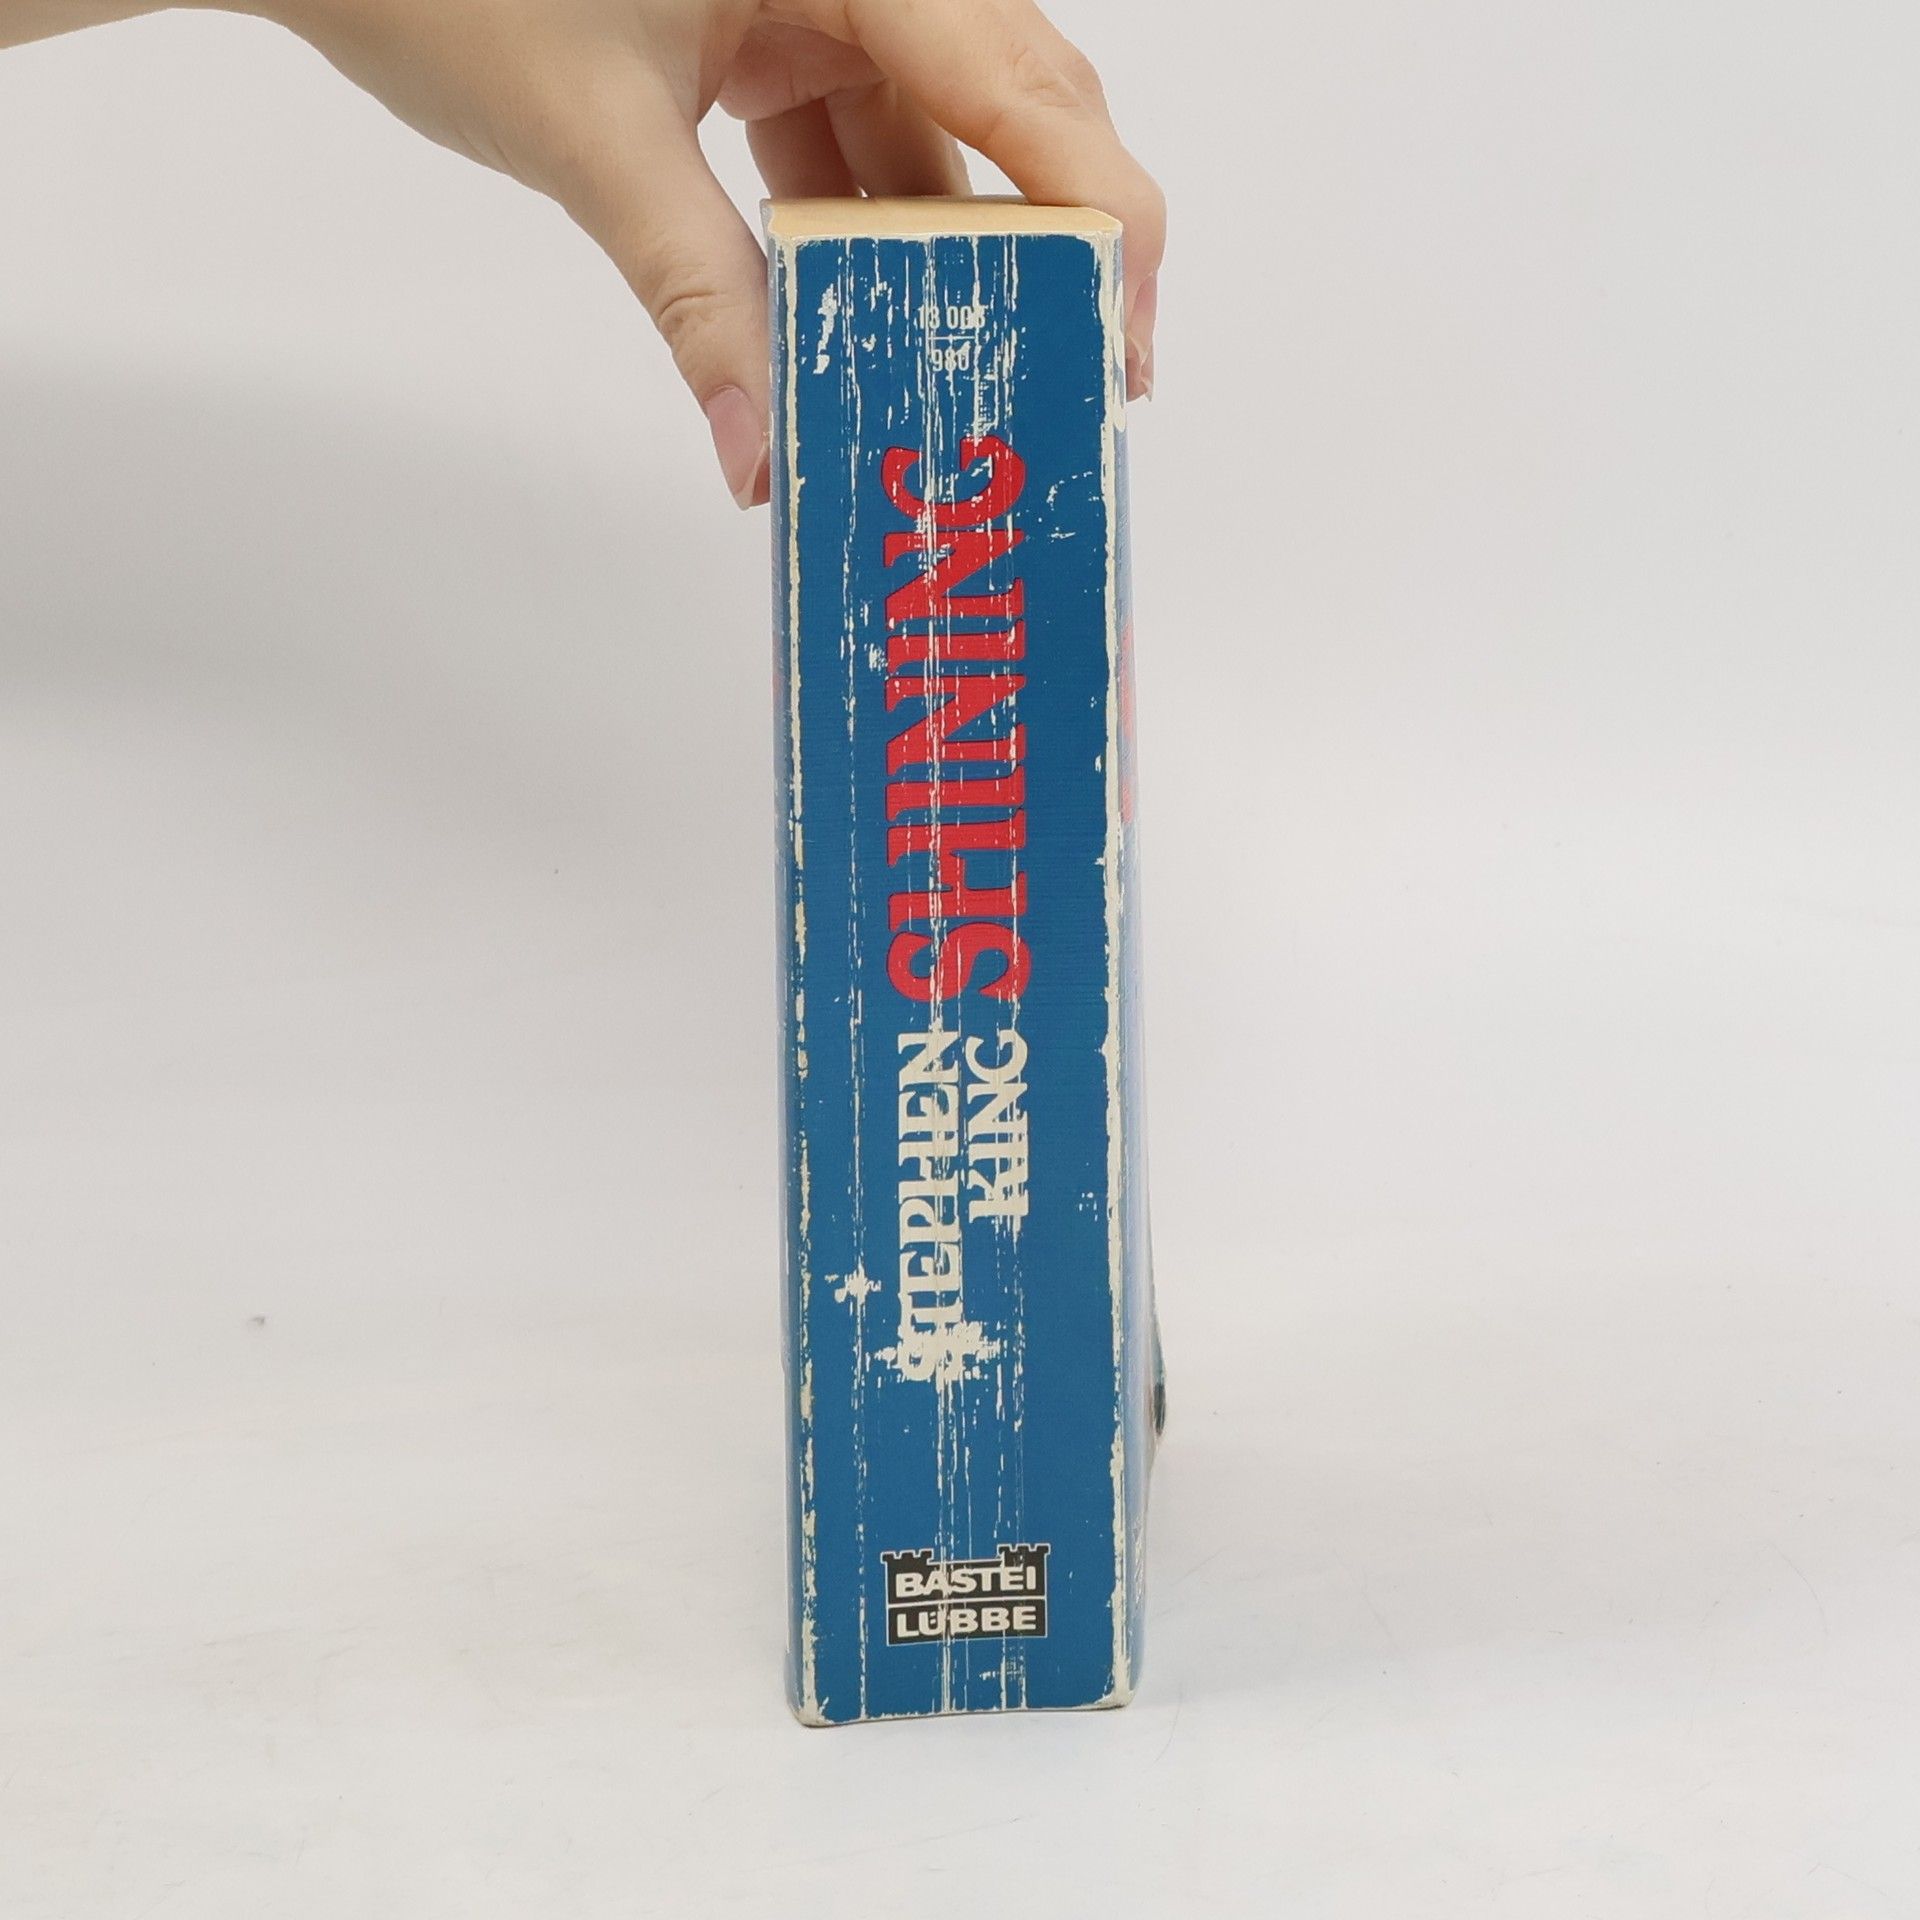 13 008
980
STEPHEN
KING
SHINING
BASTEI
LÜBBE